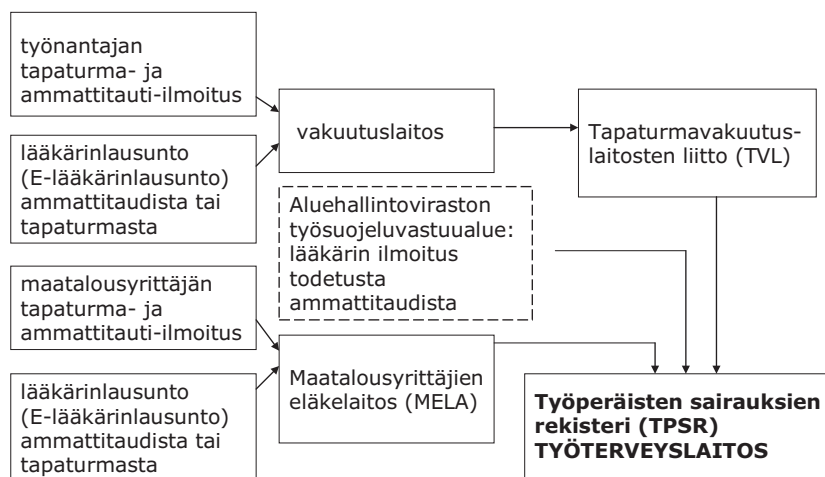 työnantajan
tapaturma- ja
ammattitauti-ilmoitus
lääkärinlausunto
(E-lääkärinlausunto)
ammattitaudista tai
tapaturmasta
vakuutuslaitos
Tapaturmavakuutus-
laitosten liitto (TVL)
Aluehallintoviraston
työsuojeluvastuualue:
lääkärin ilmoitus
todetusta
ammattitaudista
maatalousyrittäjän
tapaturma- ja
ammattitauti-ilmoitus
lääkärinlausunto
(E-lääkärinlausunto)
ammattitaudista tai
tapaturmasta
Maatalousyrittäjien
eläkelaitos (MELA)
Työperäisten sairauksien
rekisteri (TPSR)
TYÖTERVEYSLAITOS